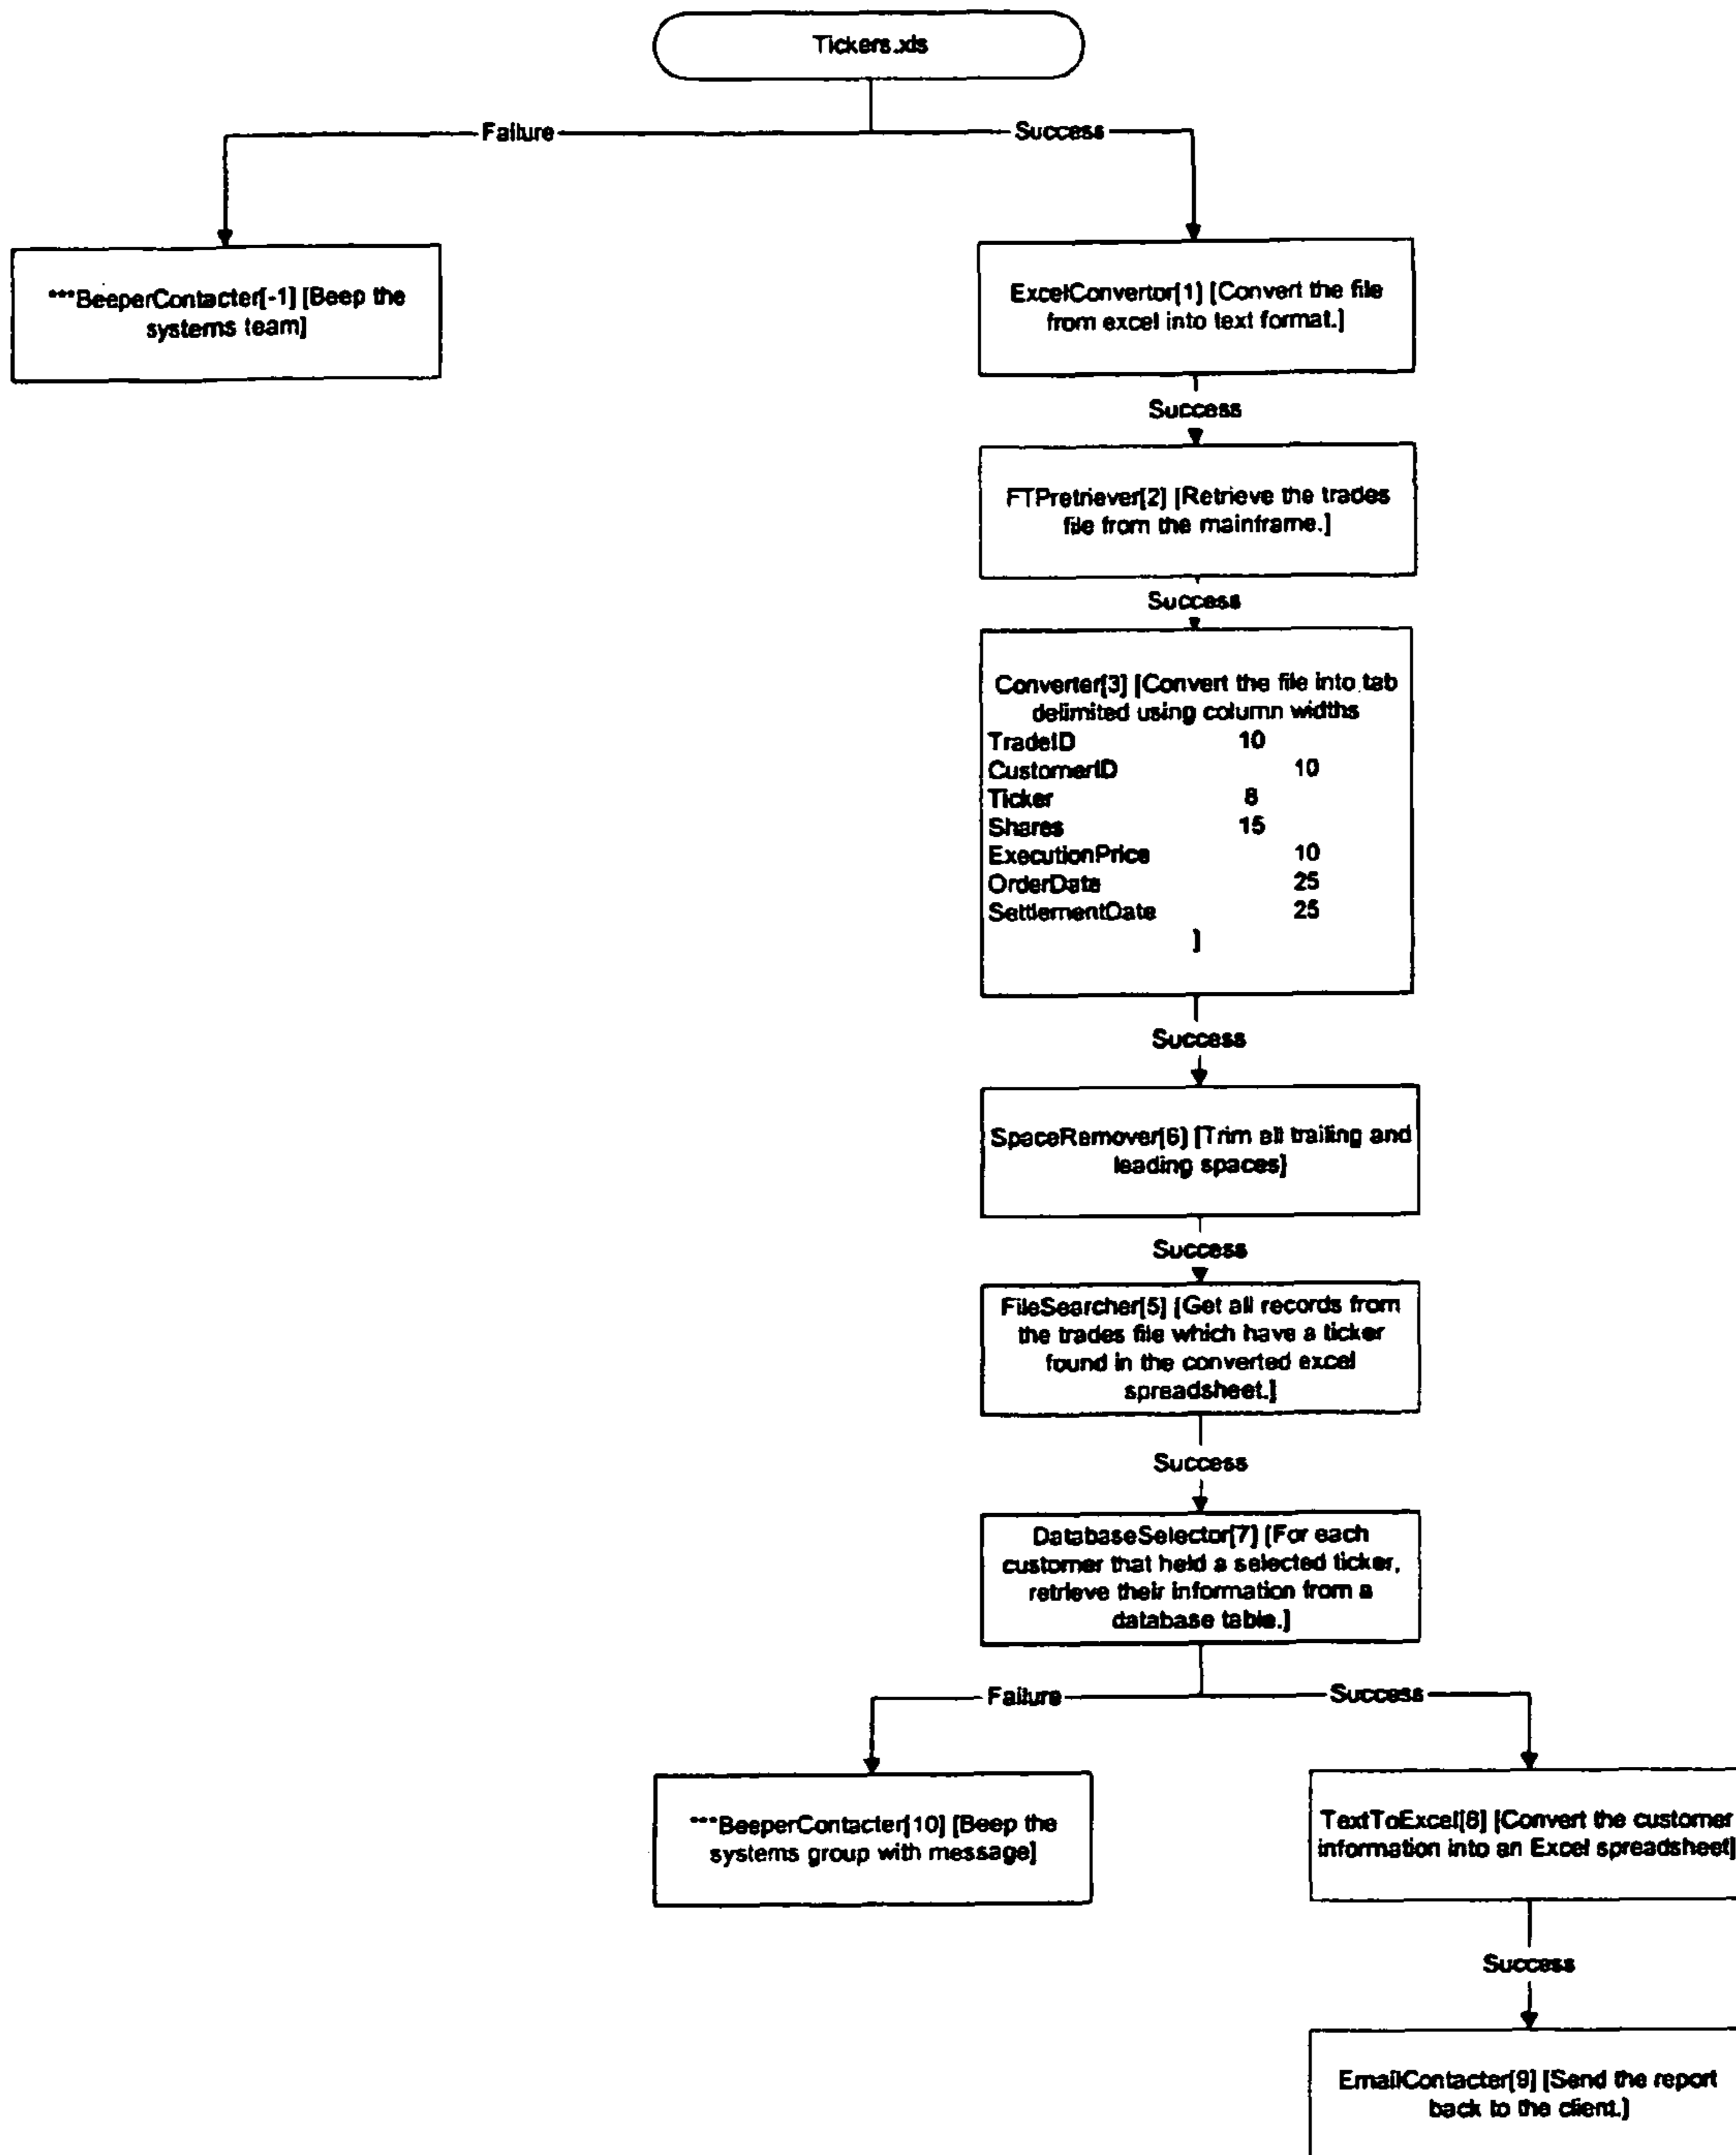 Tickers.xls
Failure
Success
***BeeperContacter[-1] [Beep the
systems team]
ExcelConvertor[1] [Convert the file
from excel into text format.]
Success
FTPretriever[2] [Retrieve the trades
file from the mainframe.]
Success
Converter[3] [Convert the file into tab
delimited using column widths
TradeID 10
CustomerID 10
Ticker 8
Shares 15
ExecutionPrice 10
OrderDate 25
SettlementDate 25
]
Success
SpaceRemover[6] [Trim all trailing and
leading spaces]
Success
FileSearcher[5] [Get all records from
the trades file which have a ticker
found in the converted excel
spreadsheet.]
Success
DatabaseSelector[7] [For each
customer that held a selected ticker,
retrieve their information from a
database table.]
Failure
Success
***BeeperContacter[10] [Beep the
systems group with message]
TextToExcel[8] [Convert the customer
information into an Excel spreadsheet]
Success
EmailContacter[9] [Send the report
back to the client.]